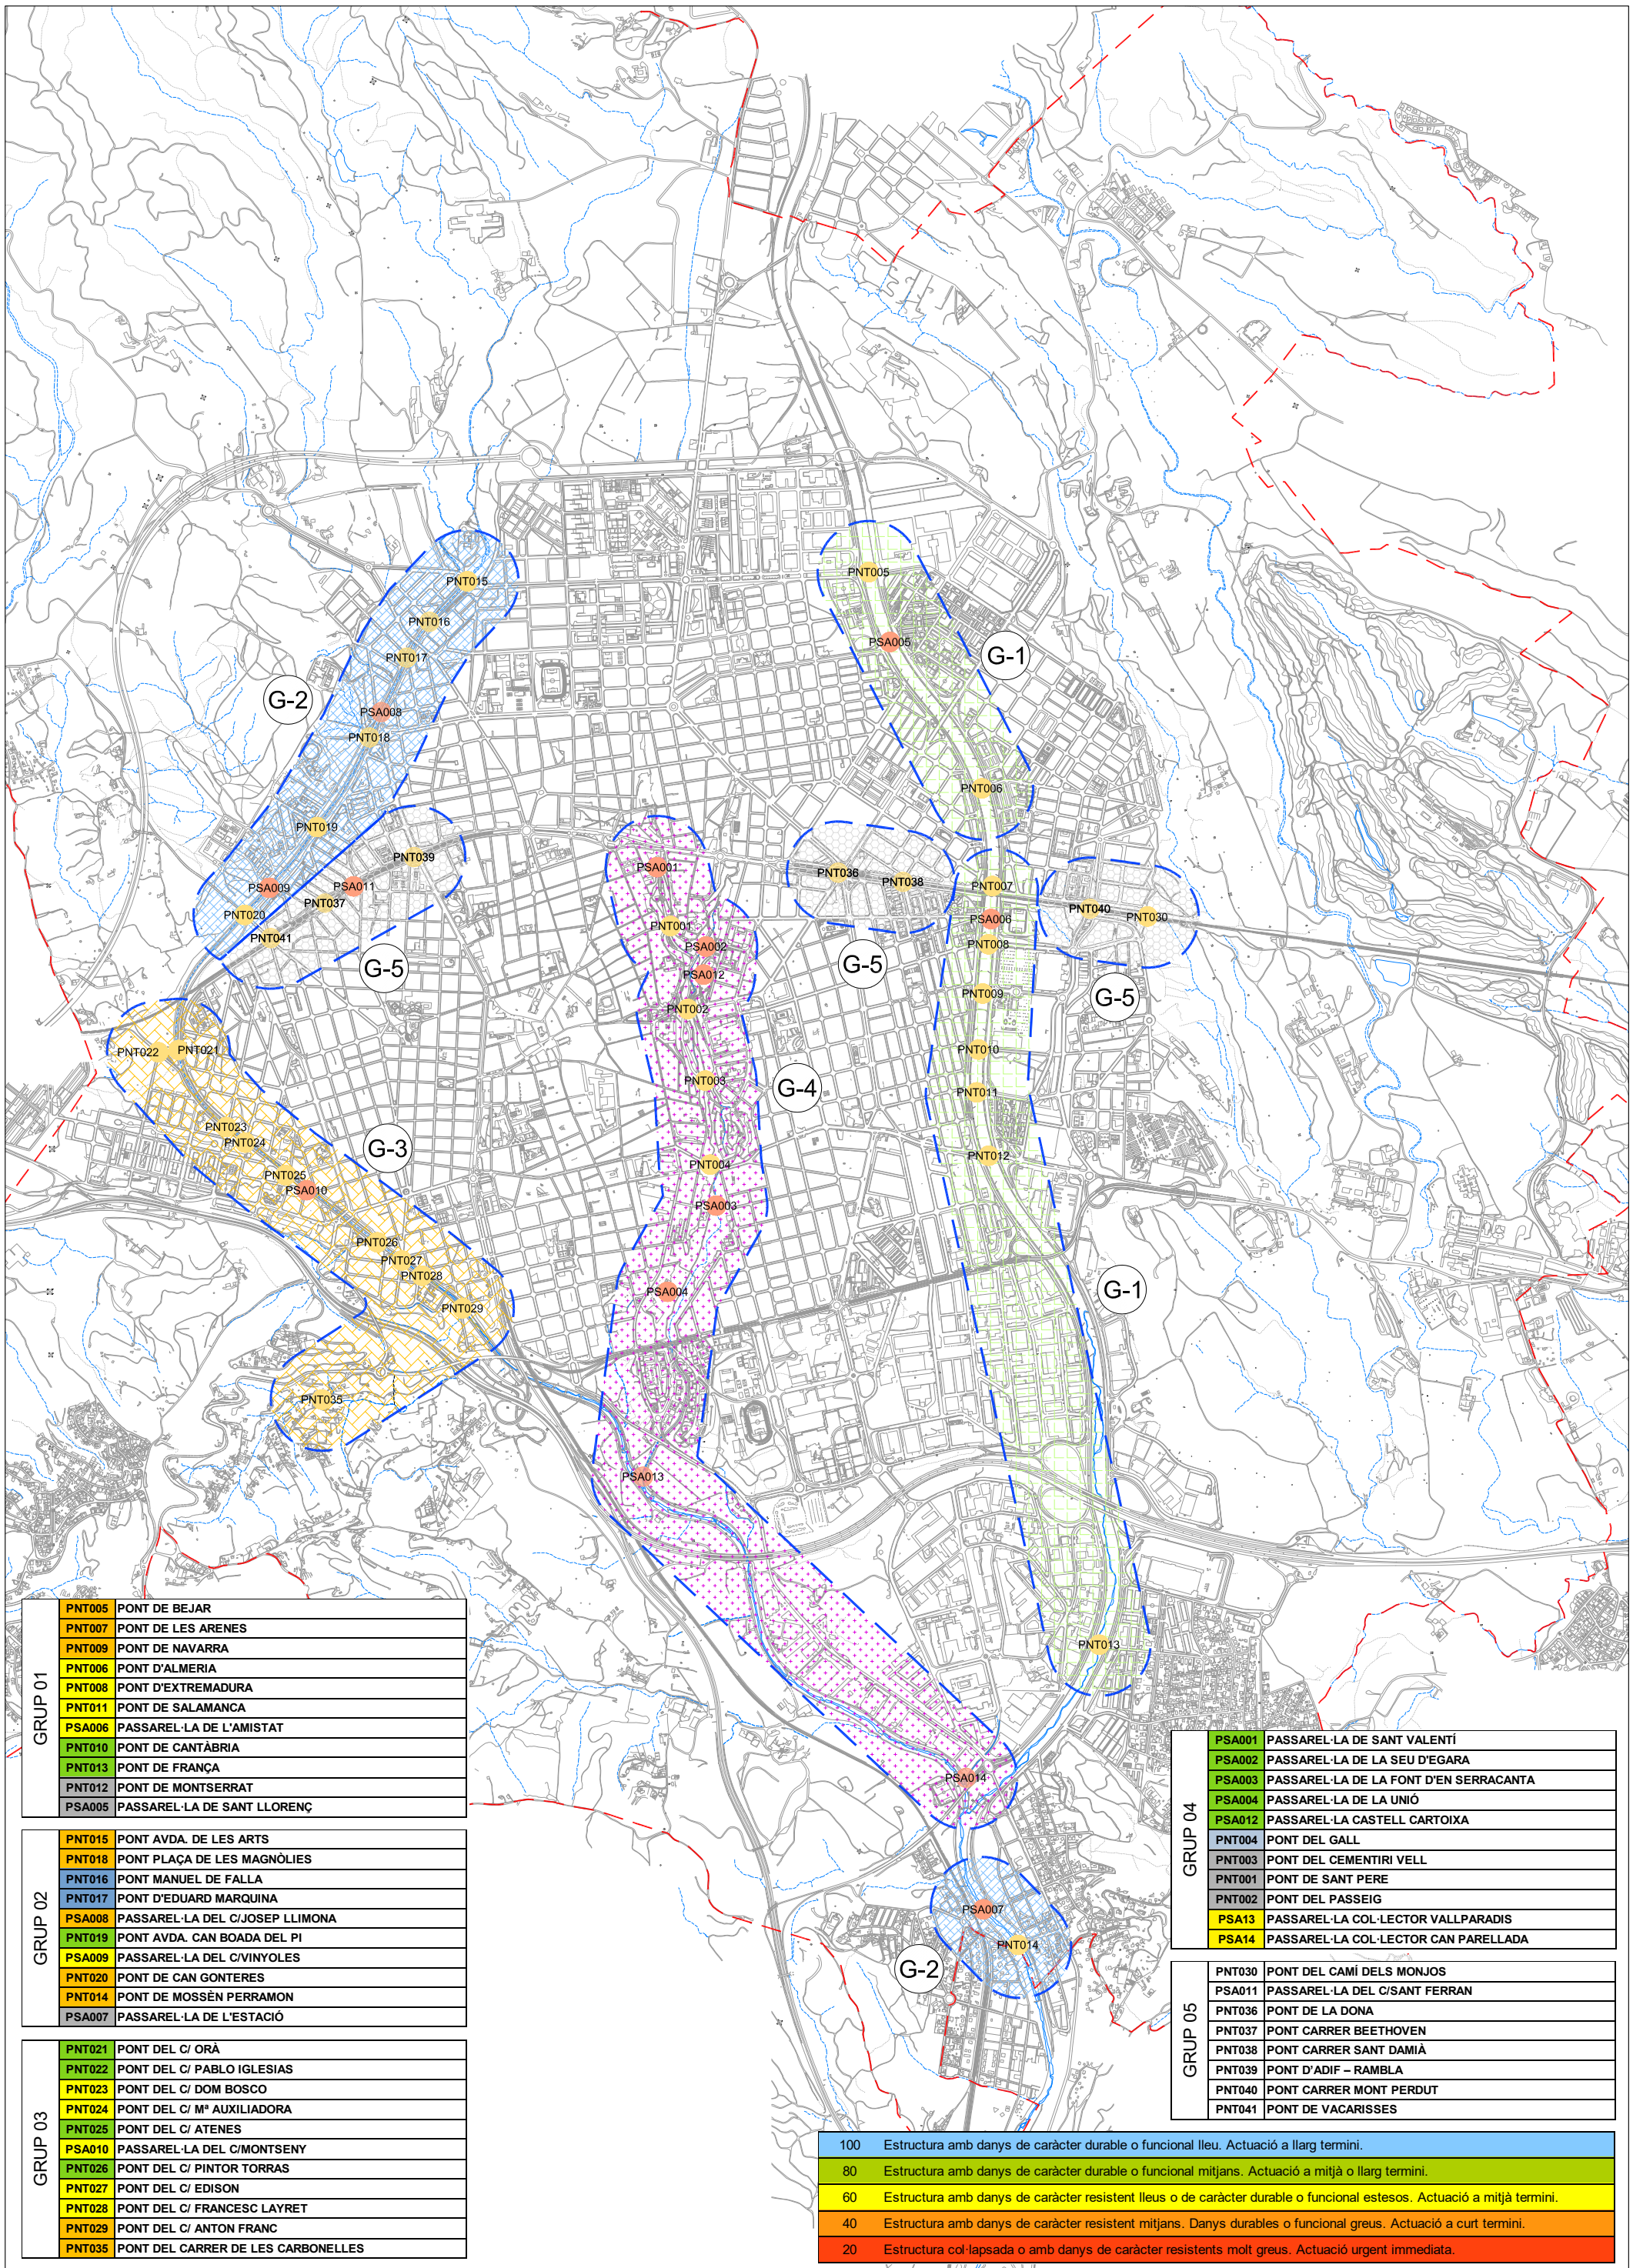 PNT015
PNT005
PNT016
PSA005
G-1
PNT017
G-2
PSA008
PNT018
PNT006
PNT019
PNT039
PSA001
PNT036
PNT038
PSA009
PSA011
PNT007
PNT037
PNT040
PNT030
PNT020
PSA006
PNT001
PNT041
PSA002
PNT008
G-5
G-5
PSA012
PNT009
G-5
PNT002
PNT022
PNT021
PNT010
PNT003
G-4
PNT011
PNT023
PNT024
G-3
PNT012
PNT004
PNT025
PSA010
PSA003
PNT026
PNT027
PNT028
PSA004
G-1
PNT029
PNT035
PSA013
PNT013
PSA014
PSA007
PNT014
G-2
GRUP 01
PNT005 PONT DE BEJAR
PNT007 PONT DE LES ARENES
PNT009 PONT DE NAVARRA
PNT006 PONT D'ALMERIA
PNT008 PONT D'EXTREMADURA
PNT011 PONT DE SALAMANCA
PSA006 PASSAREL·LA DE L'AMISTAT
PNT010 PONT DE CANTÀBRIA
PNT013 PONT DE FRANÇA
PNT012 PONT DE MONTSERRAT
PSA005 PASSAREL·LA DE SANT LLORENÇ
GRUP 02
PNT015 PONT AVDA. DE LES ARTS
PNT018 PONT PLAÇA DE LES MAGNÒLIES
PNT016 PONT MANUEL DE FALLA
PNT017 PONT D'EDUARD MARQUINA
PSA008 PASSAREL·LA DEL C/JOSEP LLIMONA
PNT019 PONT AVDA. CAN BOADA DEL PI
PSA009 PASSAREL·LA DEL C/VINYOLES
PNT020 PONT DE CAN GONTERES
PNT014 PONT DE MOSSÈN PERRAMON
PSA007 PASSAREL·LA DE L'ESTACIÓ
GRUP 03
PNT021 PONT DEL C/ ORÀ
PNT022 PONT DEL C/ PABLO IGLESIAS
PNT023 PONT DEL C/ DOM BOSCO
PNT024 PONT DEL C/ Mª AUXILIADORA
PNT025 PONT DEL C/ ATENES
PSA010 PASSAREL·LA DEL C/MONTSENY
PNT026 PONT DEL C/ PINTOR TORRAS
PNT027 PONT DEL C/ EDISON
PNT028 PONT DEL C/ FRANCESC LAYRET
PNT029 PONT DEL C/ ANTON FRANC
PNT035 PONT DEL CARRER DE LES CARBONELLES
GRUP 04
PSA001 PASSAREL·LA DE SANT VALENTÍ
PSA002 PASSAREL·LA DE LA SEU D'EGARA
PSA003 PASSAREL·LA DE LA FONT D'EN SERRACANTA
PSA004 PASSAREL·LA DE LA UNIÓ
PSA012 PASSAREL·LA CASTELL CARTOIXA
PNT004 PONT DEL GALL
PNT003 PONT DEL CEMENTIRI VELL
PNT001 PONT DE SANT PERE
PNT002 PONT DEL PASSEIG
PSA13 PASSAREL·LA COL·LECTOR VALLPARADIS
PSA14 PASSAREL·LA COL·LECTOR CAN PARELLADA
GRUP 05
PNT030 PONT DEL CAMÍ DELS MONJOS
PSA011 PASSAREL·LA DEL C/SANT FERRAN
PNT036 PONT DE LA DONA
PNT037 PONT CARRER BEETHOVEN
PNT038 PONT CARRER SANT DAMIÀ
PNT039 PONT D'ADIF – RAMBLA
PNT040 PONT CARRER MONT PERDUT
PNT041 PONT DE VACARISSES
100 Estructura amb danys de caràcter durable o funcional lleu. Actuació a llarg termini.
80 Estructura amb danys de caràcter durable o funcional mitjans. Actuació a mitjà o llarg termini.
60 Estructura amb danys de caràcter resistent lleus o de caràcter durable o funcional estesos. Actuació a mitjà termini.
40 Estructura amb danys de caràcter resistent mitjans. Danys durables o funcional greus. Actuació a curt termini.
20 Estructura col·lapsada o amb danys de caràcter resistents molt greus. Actuació urgent immediata.